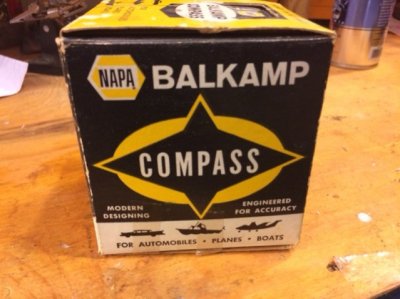 NAPA
BALKAMP
COMPASS
MODERN
DESIGNING
ENGINEERED
FOR ACCURACY
FOR AUTOMOBILES • PLANES • BOATS